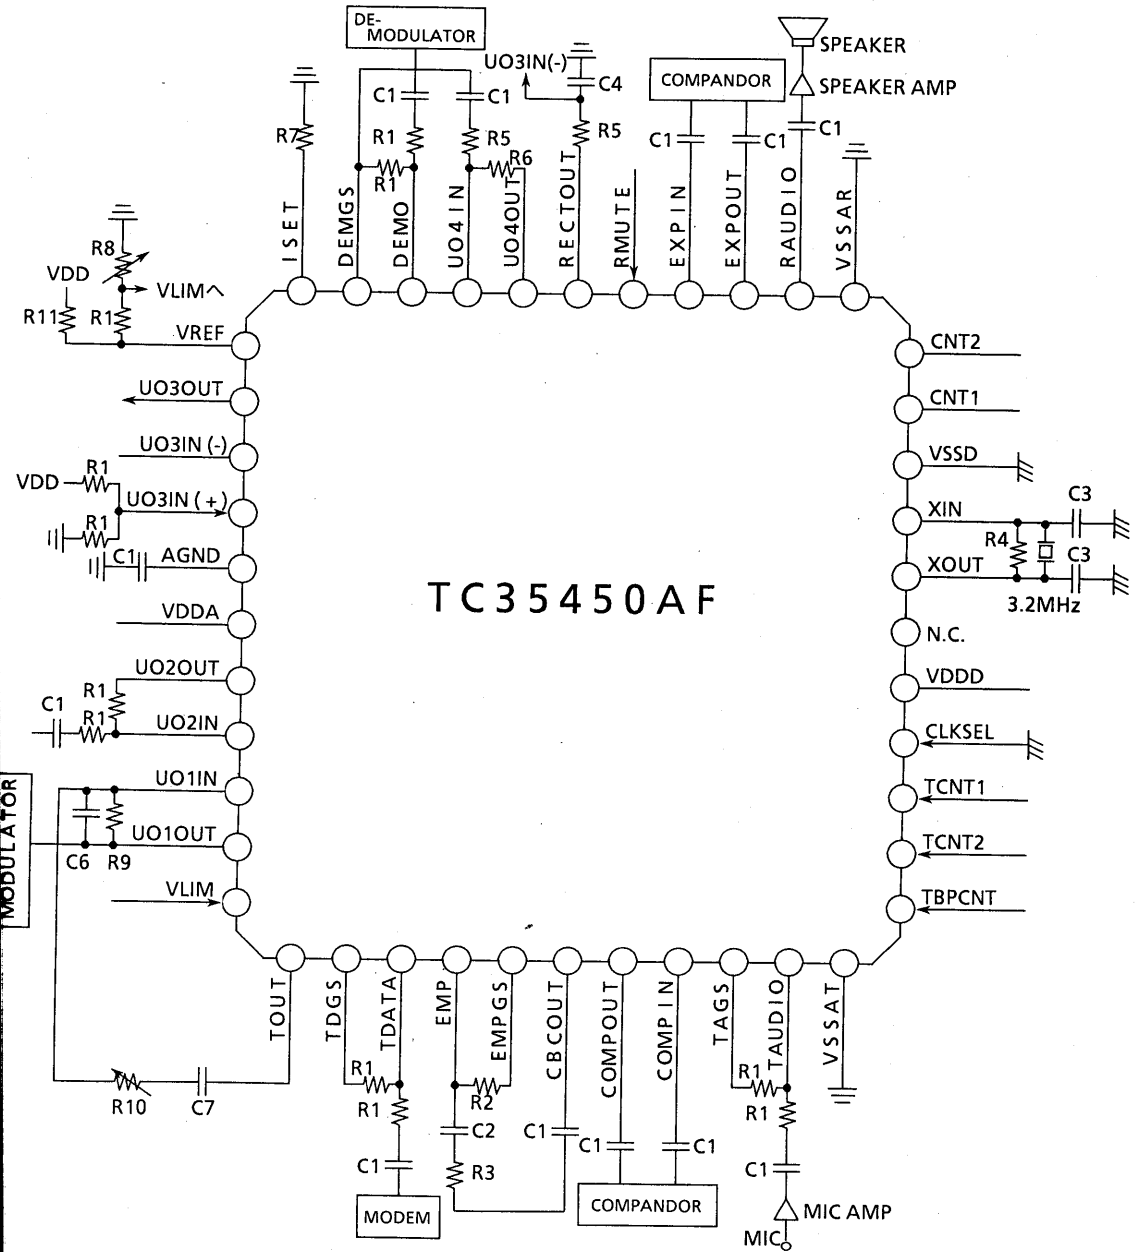 DE-
MODULATOR
SPEAKER
UO3IN(-)
C4
COMPANDOR
SPEAKER AMP
C1
C1
C1
R7
R1
R5
R5
C1
C1
R1
R6
ISET
DEMGS
DEMO
UO4IN
UO4OUT
RECTOUT
RMUTE
EXPIN
EXPOUT
RAUDIO
VSSAR
R8
VDD
VLIM
R11
R1
VREF
UO3OUT
UO3IN (-)
R1
VDD
UO3IN ( + )
R1
C1
AGND
VDDA
UO2OUT
R1
C1
R1
UO2IN
UO1IN
MODULATOR
UO1OUT
C6
R9
VLIM
TC35450AF
CNT2
CNT1
VSSD
XIN
C3
R4
XOUT
C3
3.2MHz
N.C.
VDDD
CLKSEL
TCNT1
TCNT2
TBPCNT
TOUT
TDGS
TDATA
EMP
EMPGS
CBCOUT
COMPOUT
COMP IN
TAGS
TAUDIO
VSSAT
R10
C7
R1
R1
R2
C2
C1
C1
C1
R1
R1
C1
R3
C1
MODEM
COMPANDOR
MIC AMP
MIC